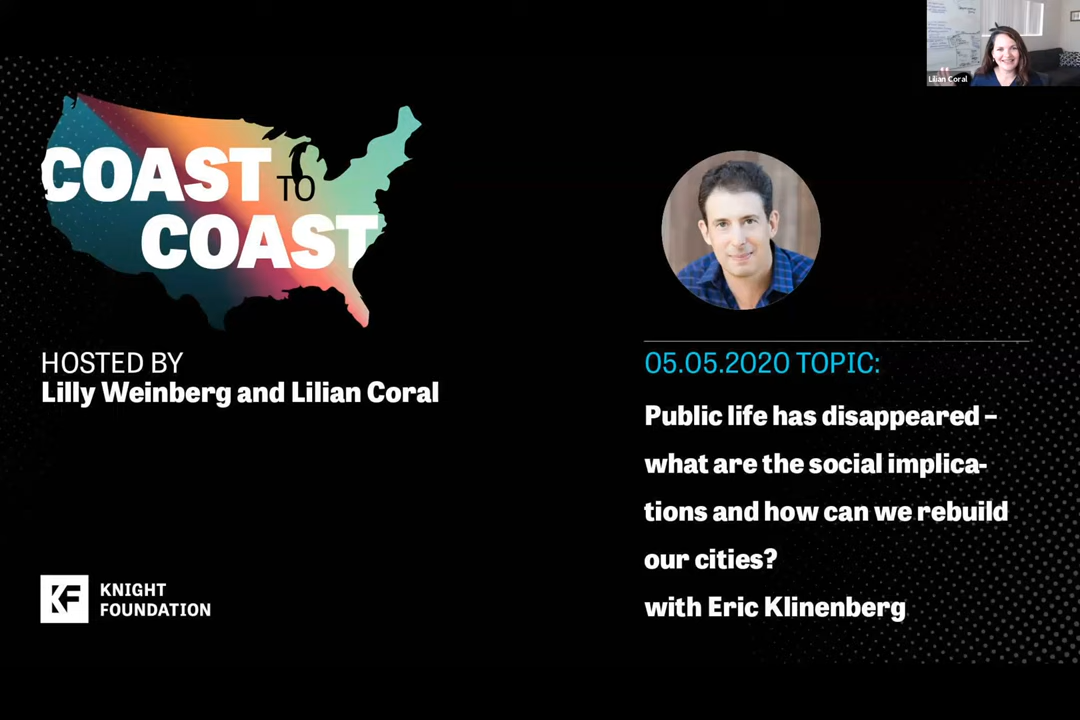 Lilian Coral
COAST TO
COAST
HOSTED BY
Lilly Weinberg and Lilian Coral
KF KNIGHT
FOUNDATION
05.05.2020 TOPIC:
Public life has disappeared –
what are the social implica-
tions and how can we rebuild
our cities?
with Eric Klinenberg